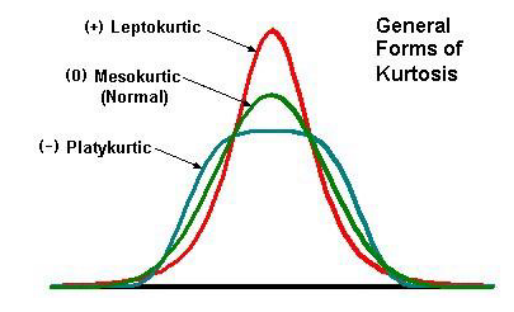 (+) Leptokurtic
(0) Mesokurtic
(Normal)
(-) Platykurtic
General
Forms of
Kurtosis